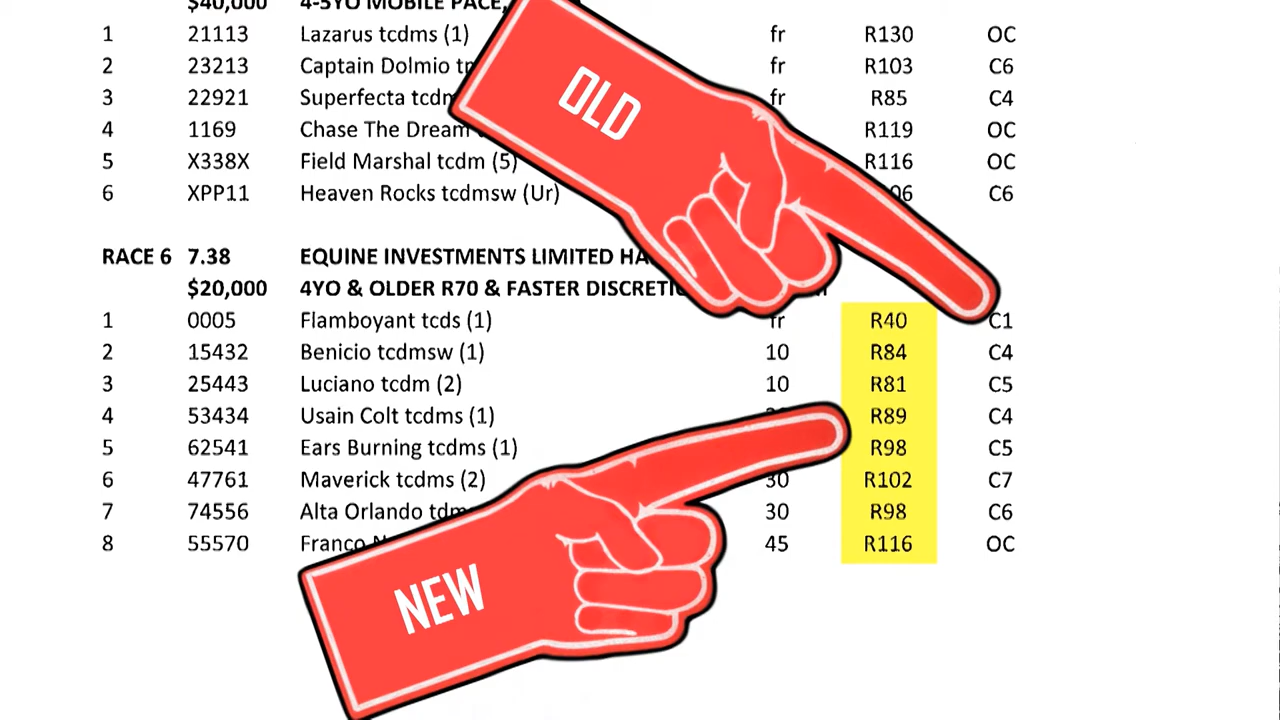 $40,000 4-5YO MOBILE PACE,
1 21113 Lazarus tcdms (1) fr R130 OC
2 23213 Captain Dolmio fr R103 C6
3 22921 Superfecta fr R85 C4
4 1169 Chase The Dream R119 OC
5 X338X Field Marshal tcdm (5) R116 OC
6 XPP11 Heaven Rocks tcdmsw (Ur) C6
RACE 6 7.38 EQUINE INVESTMENTS LIMITED
$20,000 4YO & OLDER R70 & FASTER
1 0005 Flamboyant tcds (1) fr R40 C1
2 15432 Benicio tcdmsw (1) 10 R84 C4
3 25443 Luciano tcdm (2) 10 R81 C5
4 53434 Usain Colt tcdms (1) R89 C4
5 62541 Ears Burning tcdms (1) R98 C5
6 47761 Maverick tcdms (2) 30 R102 C7
7 74556 Alta Orlando 30 R98 C6
8 55570 Franco 45 R116 OC
OLD
NEW